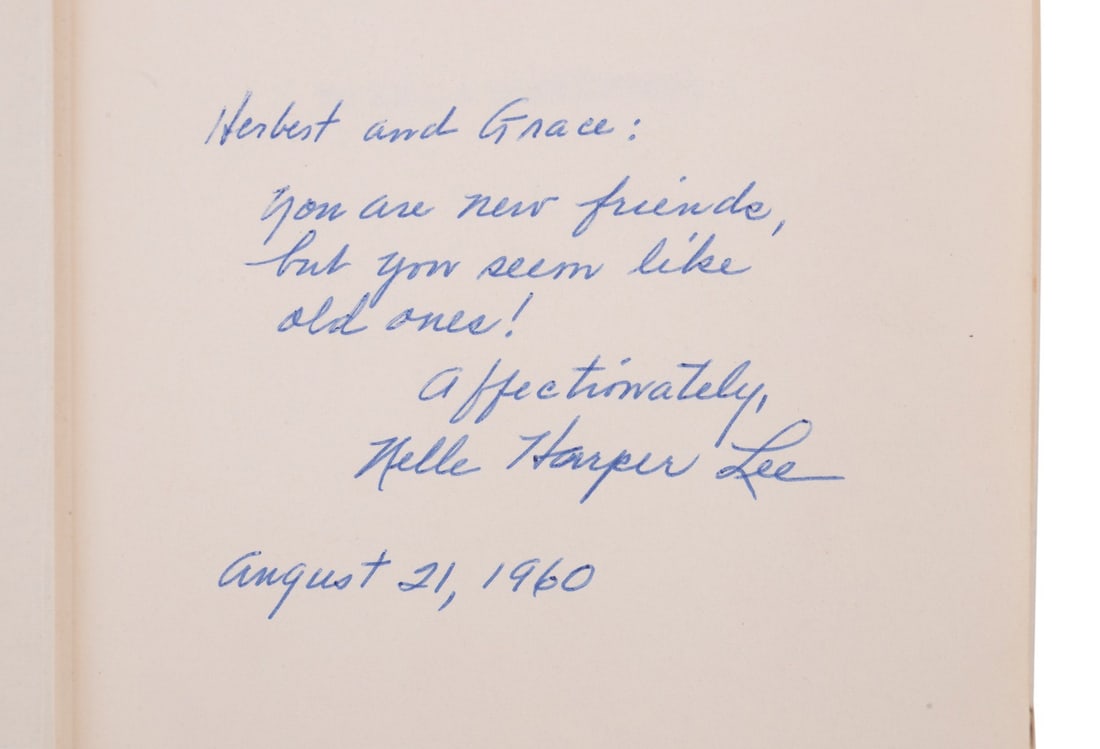 Herbert and Grace:
You are new friends,
but you seem like
old ones!
Affectionately,
Nelle Harper Lee
August 21, 1960